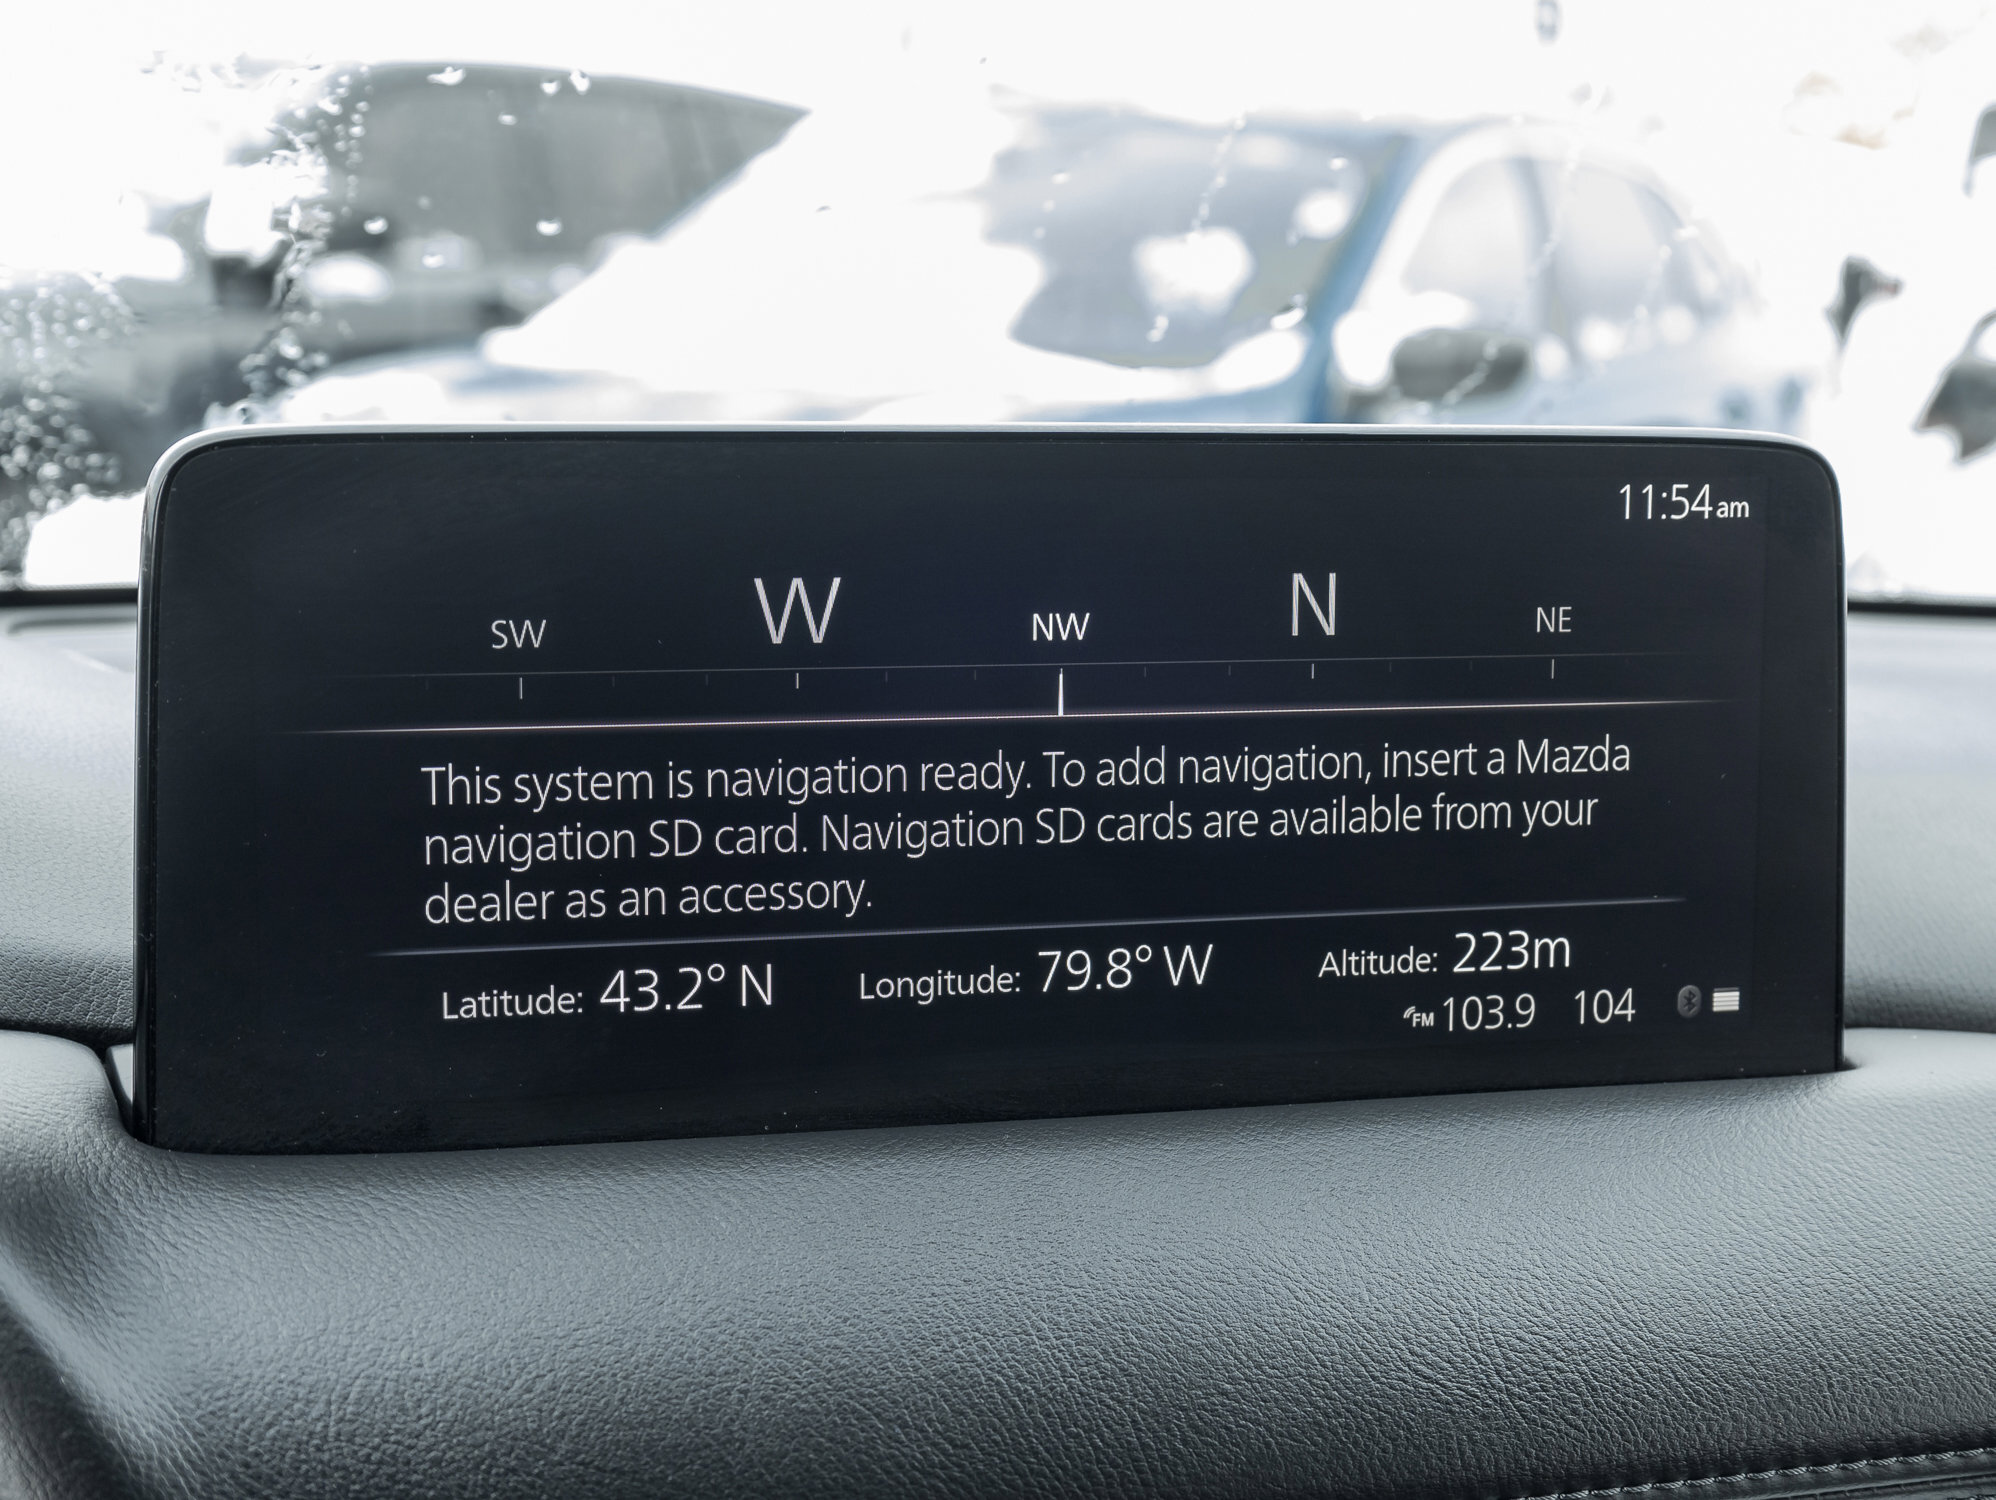 11:54am
SW W NW N NE
This system is navigation ready. To add navigation, insert a Mazda
navigation SD card. Navigation SD cards are available from your
dealer as an accessory.
Latitude: 43.2° N Longitude: 79.8° W Altitude: 223m
FM 103.9 104